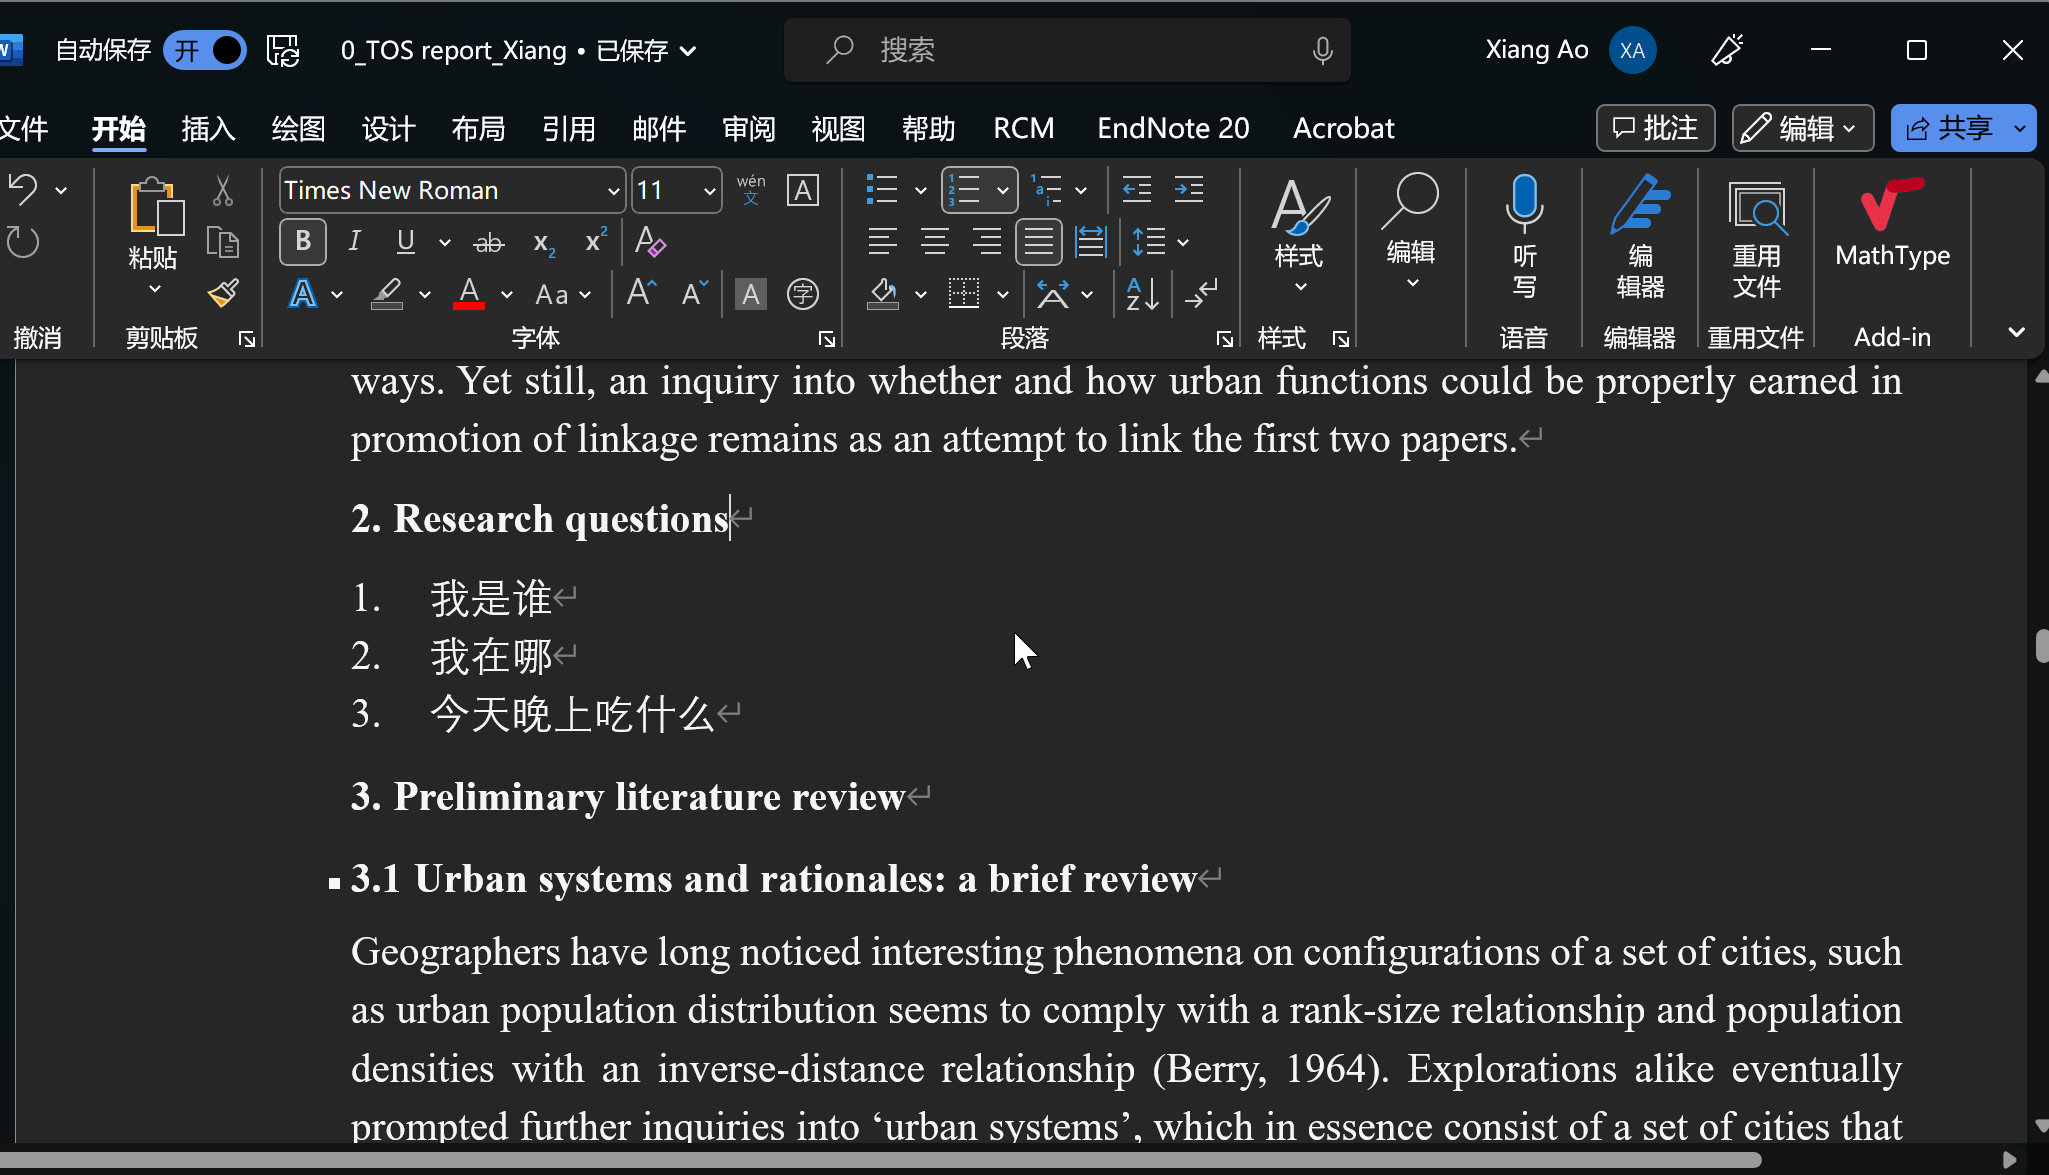 自动保存 开 0_TOS report_Xiang • 已保存 搜索 Xiang Ao XA
文件 开始 插入 绘图 设计 布局 引用 邮件 审阅 视图 帮助 RCM EndNote 20 Acrobat 批注 编辑 共享
Times New Roman 11 wén 文 A
粘贴 B I U ab x2 x2 A
样式 编辑 听写 编辑器 重用文件 MathType
A A Aa A A A 字 A Z
撤消 剪贴板 字体 段落 样式 语音 编辑器 重用文件 Add-in
ways. Yet still, an inquiry into whether and how urban functions could be properly earned in
promotion of linkage remains as an attempt to link the first two papers.
2. Research questions
1. 我是谁
2. 我在哪
3. 今天晚上吃什么
3. Preliminary literature review
3.1 Urban systems and rationales: a brief review
Geographers have long noticed interesting phenomena on configurations of a set of cities, such
as urban population distribution seems to comply with a rank-size relationship and population
densities with an inverse-distance relationship (Berry, 1964). Explorations alike eventually
prompted further inquiries into ‘urban systems’, which in essence consist of a set of cities that